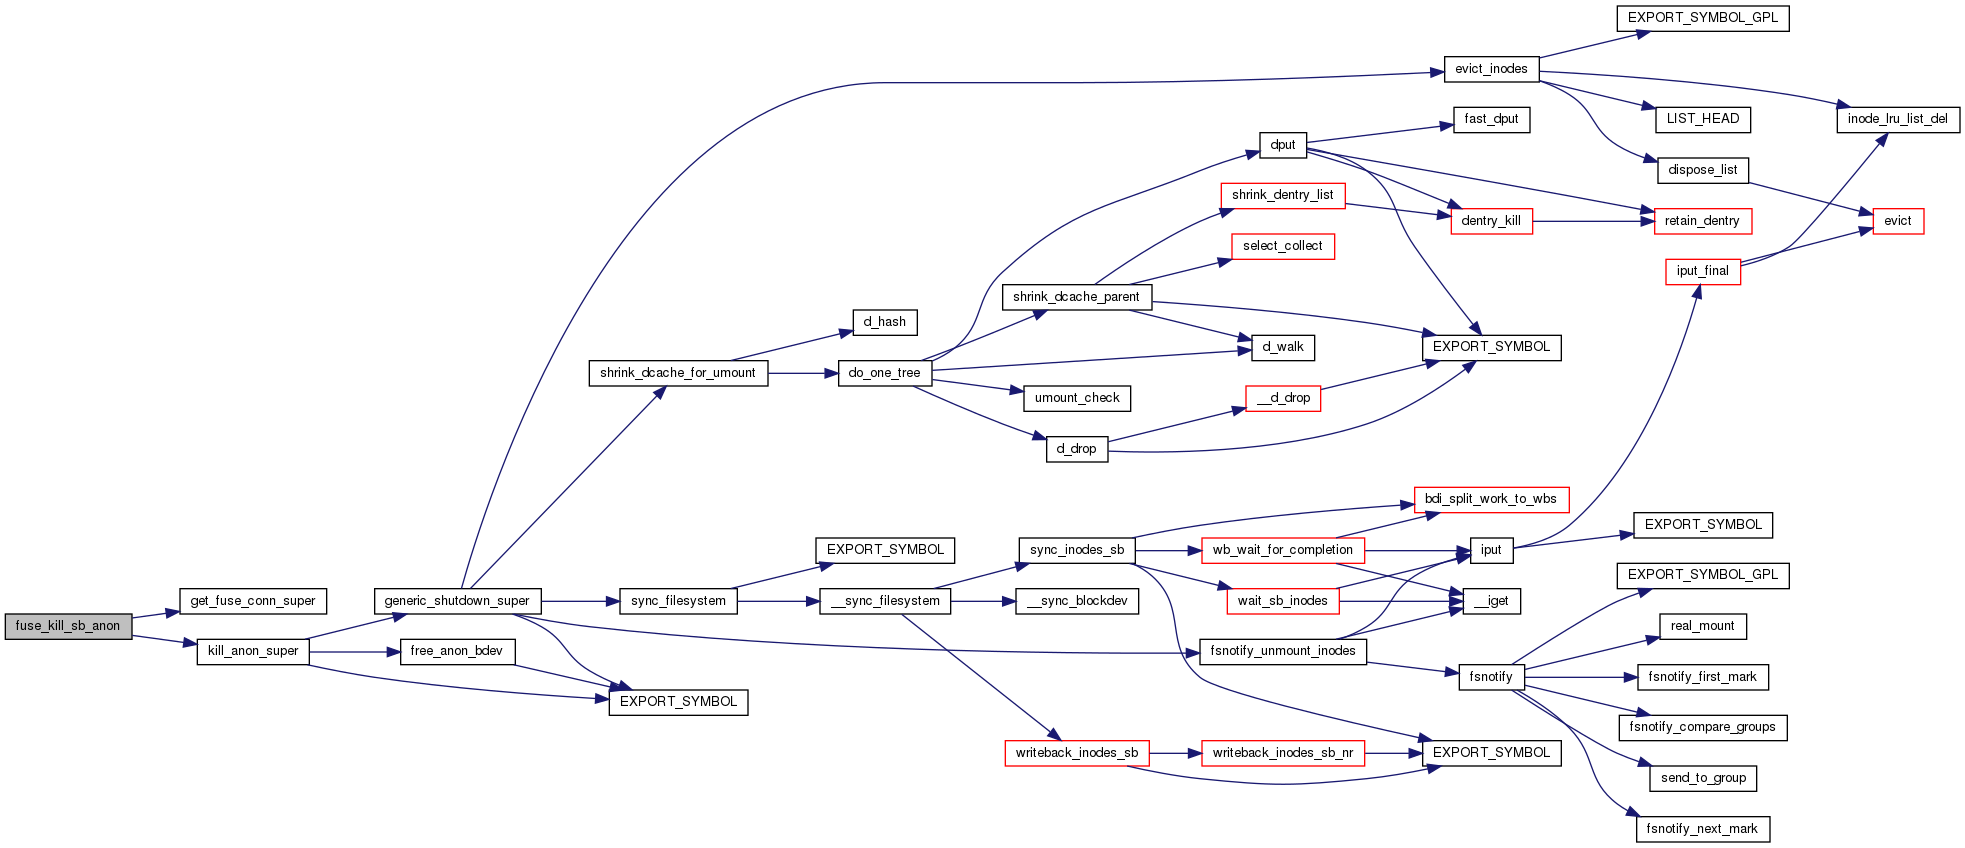 EXPORT_SYMBOL_GPL
evict_inodes
fast_dput
LIST_HEAD
inode_lru_list_del
dput
dispose_list
shrink_dentry_list
dentry_kill
retain_dentry
evict
select_collect
iput_final
shrink_dcache_parent
d_hash
d_walk
EXPORT_SYMBOL
shrink_dcache_for_umount
do_one_tree
umount_check
__d_drop
d_drop
bdi_split_work_to_wbs
EXPORT_SYMBOL
EXPORT_SYMBOL
sync_inodes_sb
wb_wait_for_completion
iput
EXPORT_SYMBOL_GPL
get_fuse_conn_super
generic_shutdown_super
sync_filesystem
__sync_filesystem
__sync_blockdev
wait_sb_inodes
__iget
fuse_kill_sb_anon
real_mount
kill_anon_super
free_anon_bdev
fsnotify_unmount_inodes
fsnotify
fsnotify_first_mark
EXPORT_SYMBOL
fsnotify_compare_groups
writeback_inodes_sb
writeback_inodes_sb_nr
EXPORT_SYMBOL
send_to_group
fsnotify_next_mark